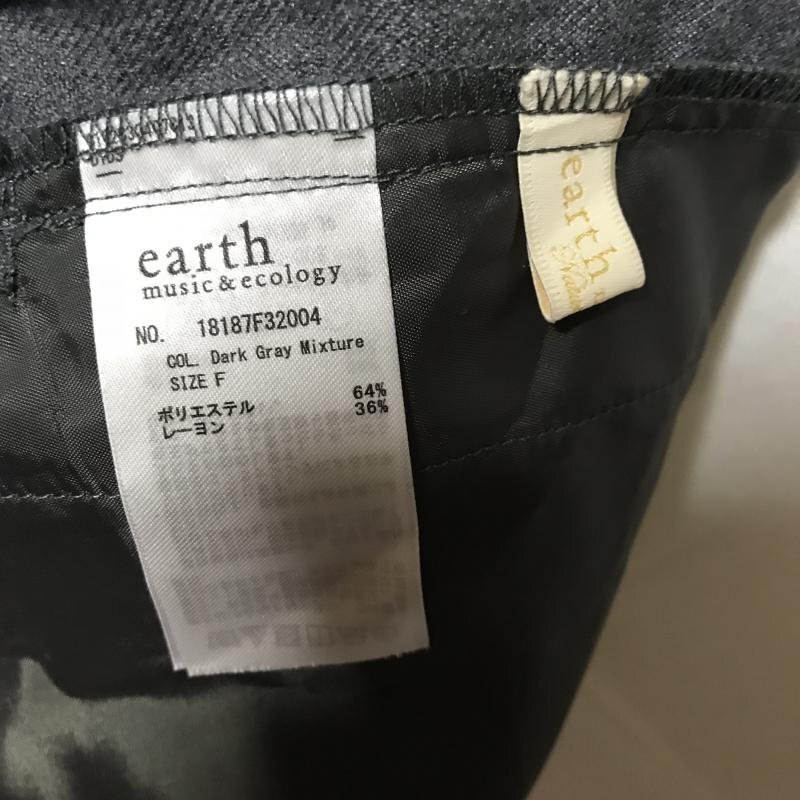 earth
music&ecology
NO. 18187F32004
COL. Dark Gray Mixture
SIZE F
ポリエステル 64%
レーヨン 36%
earth